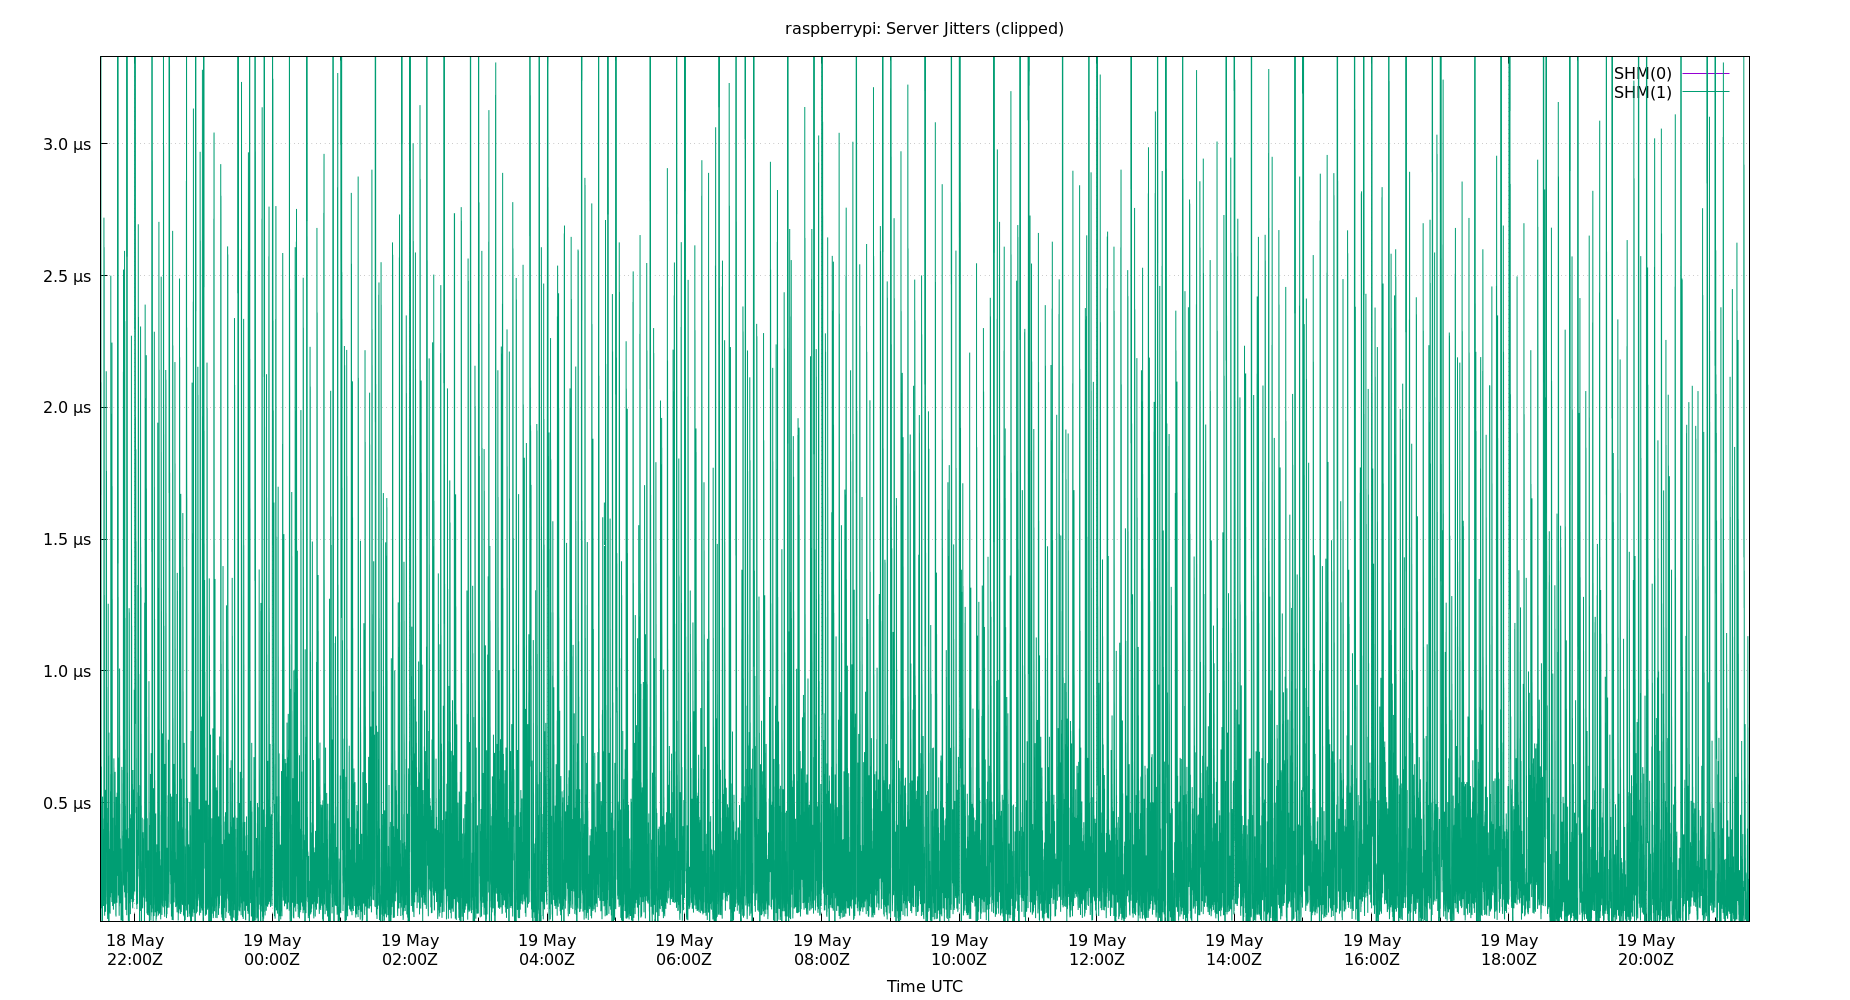 raspberrypi: Server Jitters (clipped)
SHM(0)
SHM(1)
3.0 µs
2.5 µs
2.0 µs
1.5 µs
1.0 µs
0.5 µs
18 May 19 May 19 May 19 May 19 May 19 May 19 May 19 May 19 May 19 May 19 May 19 May
22:00Z 00:00Z 02:00Z 04:00Z 06:00Z 08:00Z 10:00Z 12:00Z 14:00Z 16:00Z 18:00Z 20:00Z
Time UTC